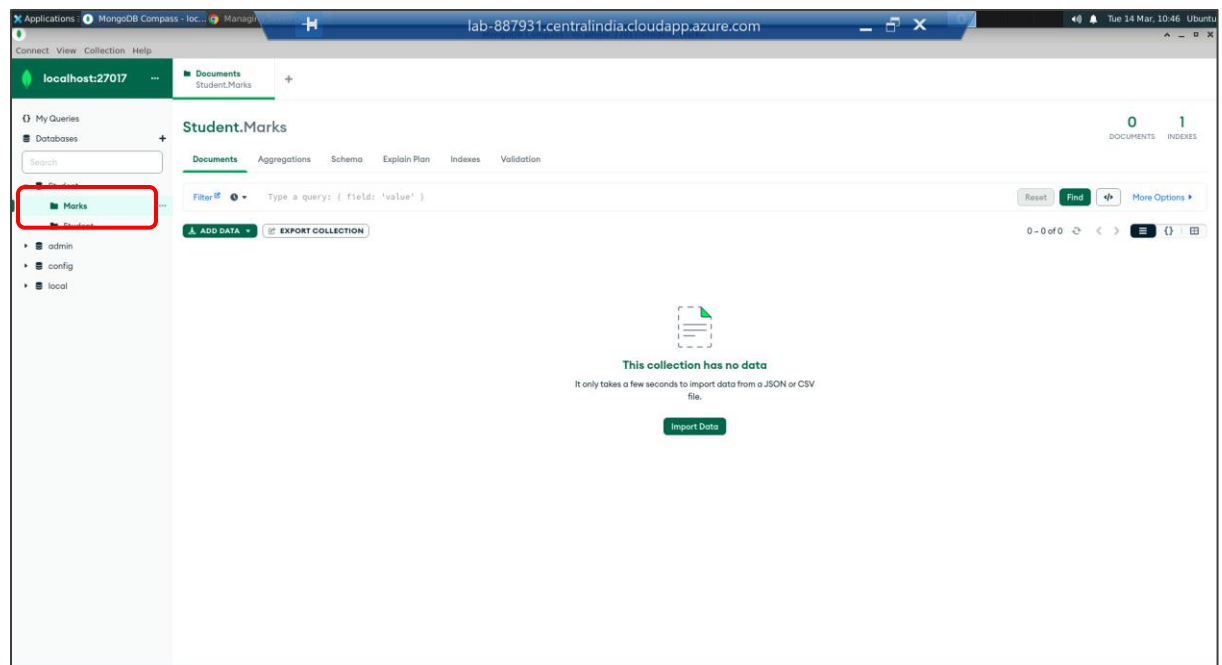 Applications MongoDB Compass - loc... Managi
lab-887931.centralindia.cloudapp.azure.com
Tue 14 Mar, 10:46 Ubuntu
Connect View Collection Help
localhost:27017 ...
Documents
Student.Marks
+
My Queries
Databases +
Search
Student
Marks ...
Student
admin
config
local
Student.Marks
0 1
DOCUMENTS INDEXES
Documents Aggregations Schema Explain Plan Indexes Validation
Filter Type a query: { field: 'value' }
Reset Find </> More Options
ADD DATA EXPORT COLLECTION
0 – 0 of 0 {}
This collection has no data
It only takes a few seconds to import data from a JSON or CSV
file.
Import Data